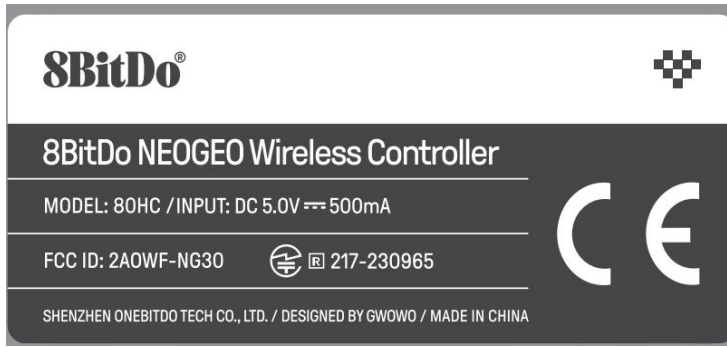 8BitDo®
8BitDo NEOGEO Wireless Controller
MODEL: 80HC / INPUT: DC 5.0V ⎓ 500mA
FCC ID: 2AOWF-NG30 R 217-230965
CE
SHENZHEN ONEBITDO TECH CO., LTD. / DESIGNED BY GWOWO / MADE IN CHINA